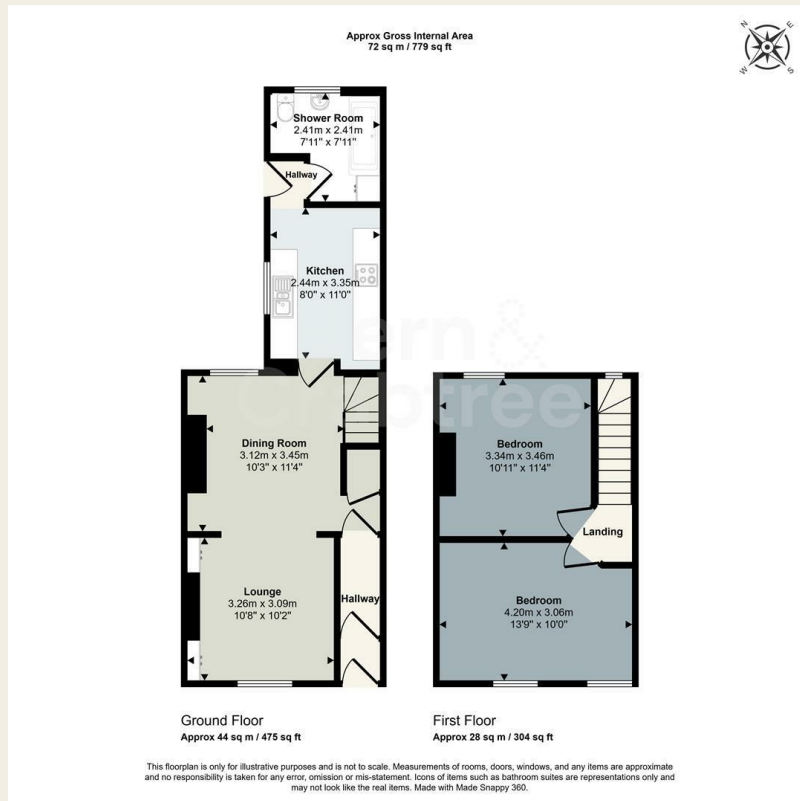 Approx Gross Internal Area
72 sq m / 779 sq ft
N
E
W
S
Shower Room
2.41m x 2.41m
7'11" x 7'11"
Hallway
Kitchen
2.44m x 3.35m
8'0" x 11'0"
ern &
Crabtree
Dining Room
3.12m x 3.45m
10'3" x 11'4"
Bedroom
3.34m x 3.46m
10'11" x 11'4"
Landing
Lounge
3.26m x 3.09m
10'8" x 10'2"
Hallway
Bedroom
4.20m x 3.06m
13'9" x 10'0"
Ground Floor
Approx 44 sq m / 475 sq ft
First Floor
Approx 28 sq m / 304 sq ft
This floorplan is only for illustrative purposes and is not to scale. Measurements of rooms, doors, windows, and any items are approximate
and no responsibility is taken for any error, omission or mis-statement. Icons of items such as bathroom suites are representations only and
may not look like the real items. Made with Made Snappy 360.